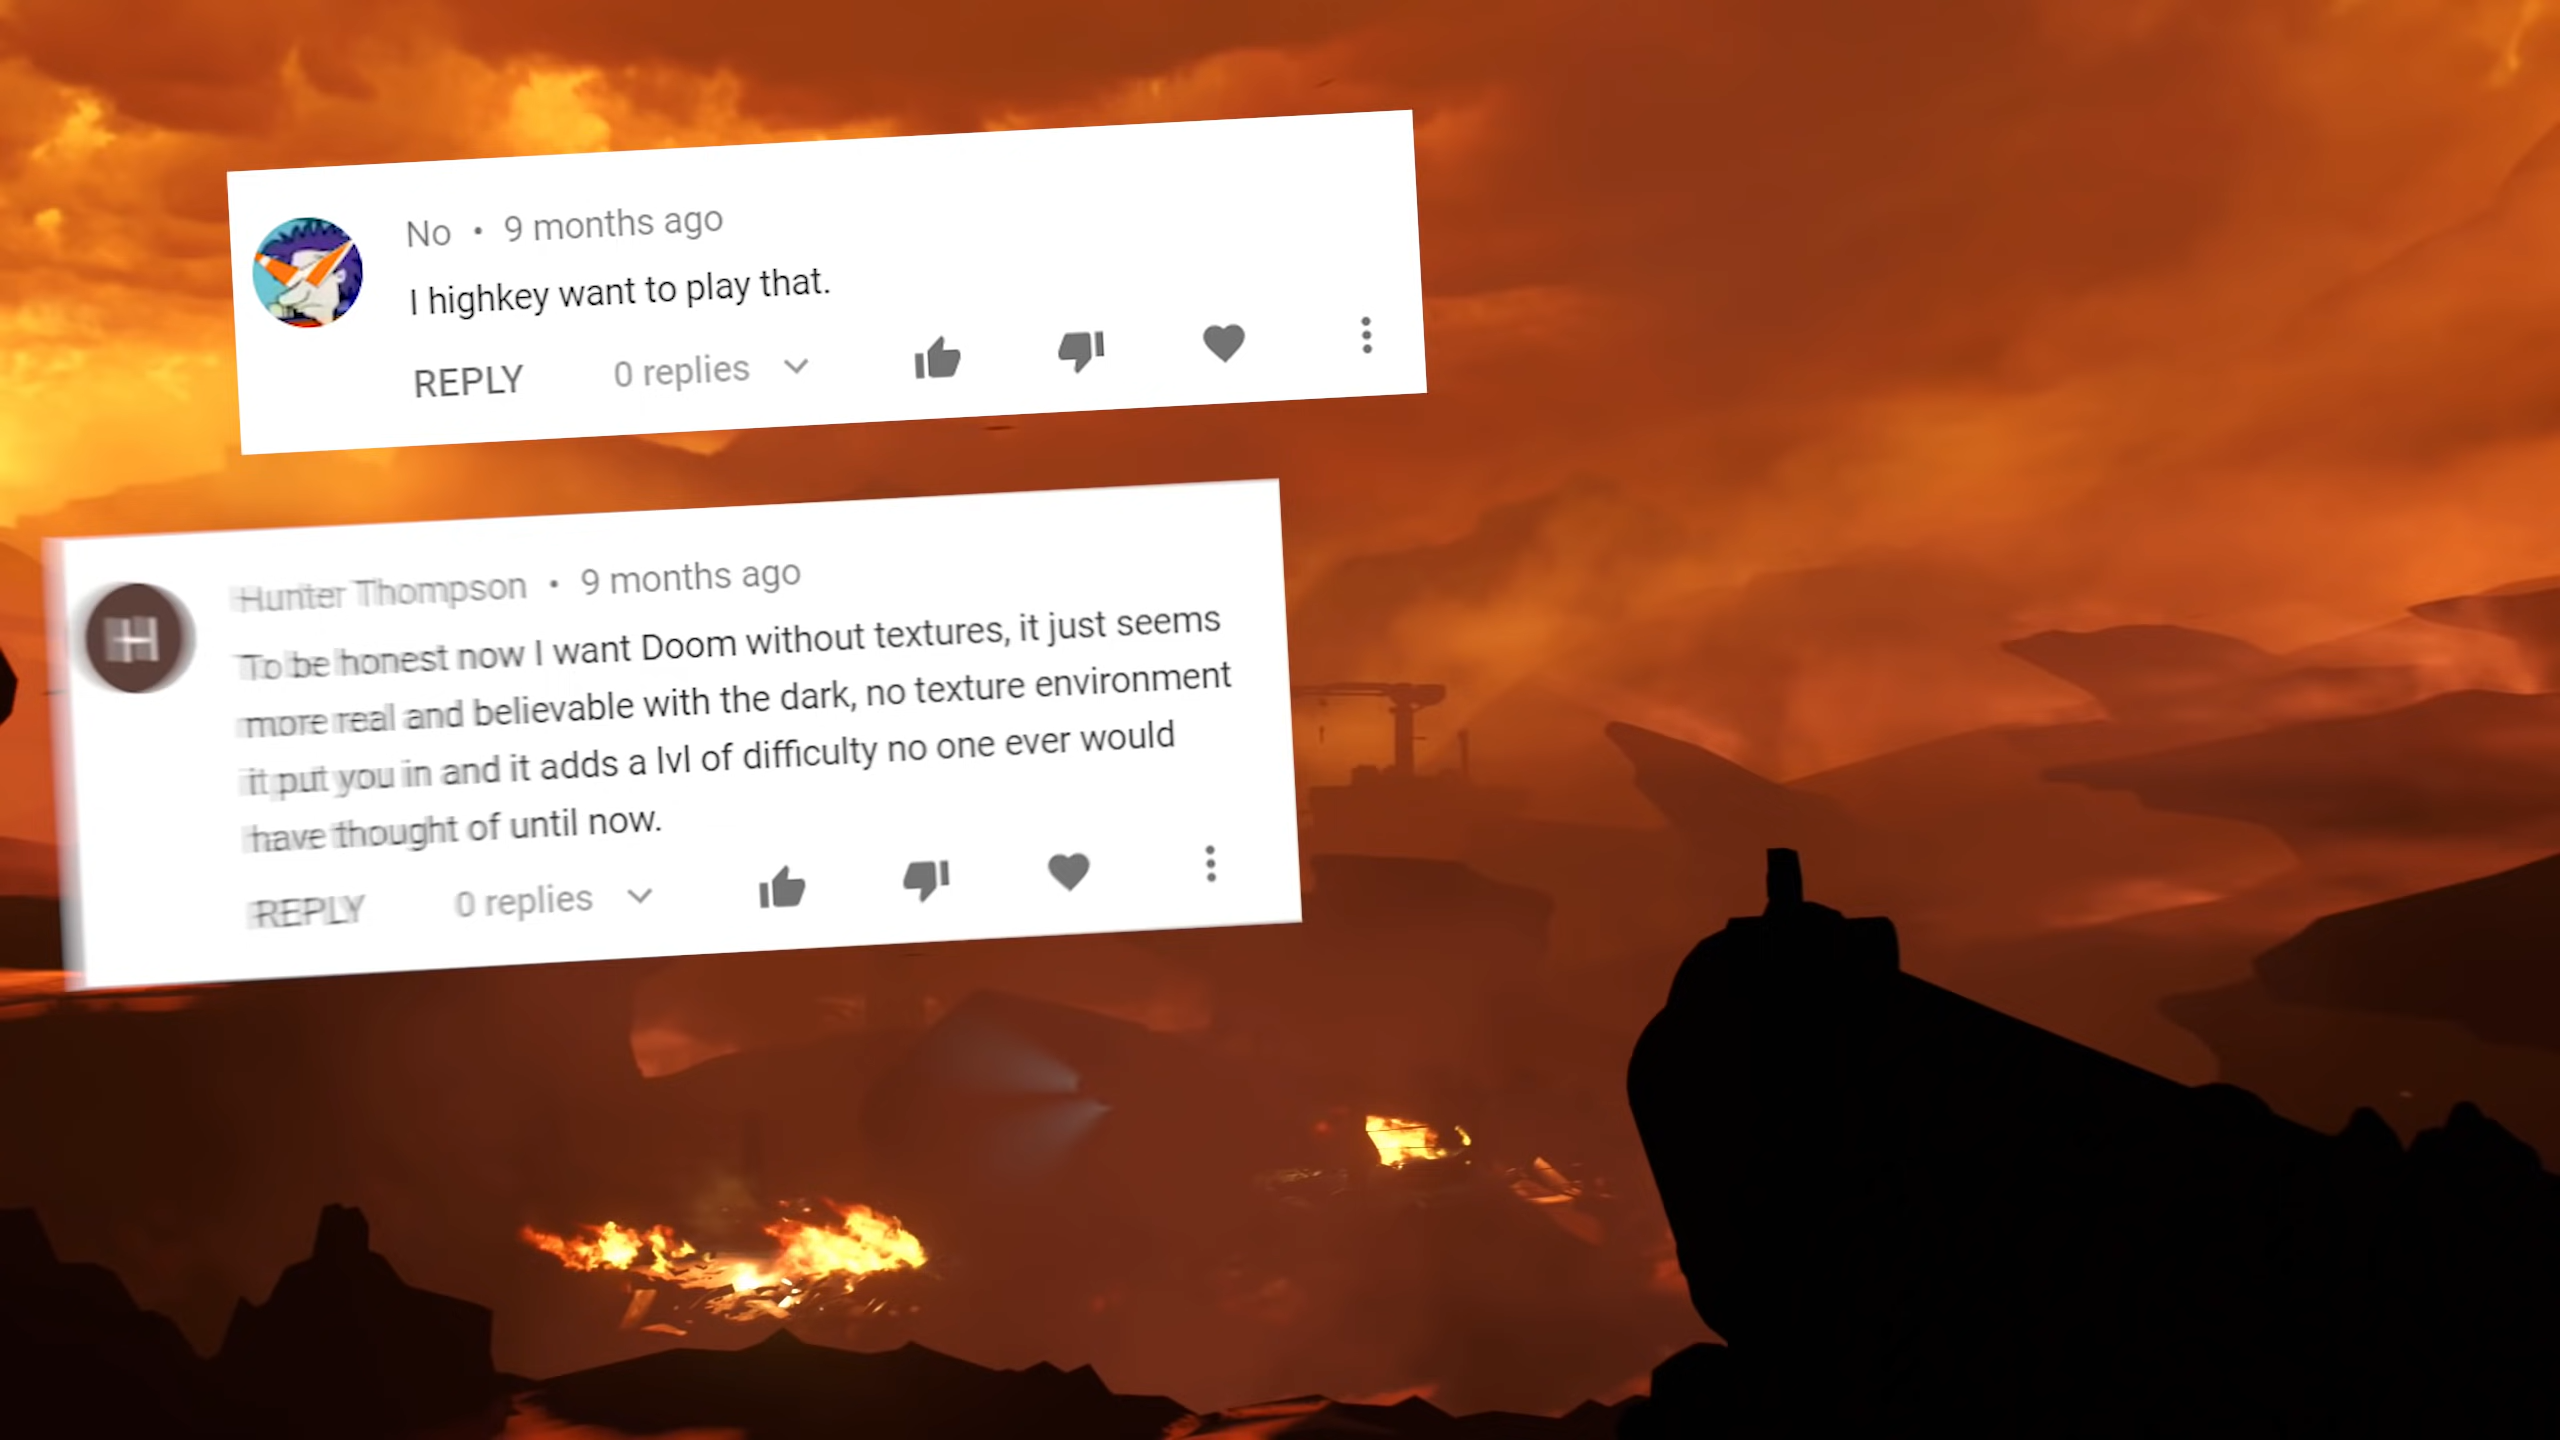 No • 9 months ago
I highkey want to play that.
REPLY 0 replies
H
Hunter Thompson • 9 months ago
To be honest now I want Doom without textures, it just seems
more real and believable with the dark, no texture environment
it put you in and it adds a lvl of difficulty no one ever would
have thought of until now.
REPLY 0 replies